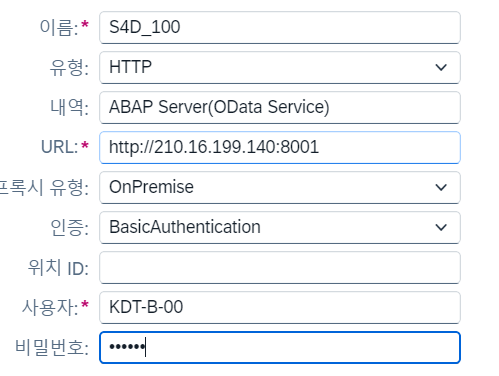 이름:* S4D_100
유형: HTTP
내역: ABAP Server(OData Service)
URL:* http://210.16.199.140:8001
프록시 유형: OnPremise
인증: BasicAuthentication
위치 ID:
사용자:* KDT-B-00
비밀번호: ••••••